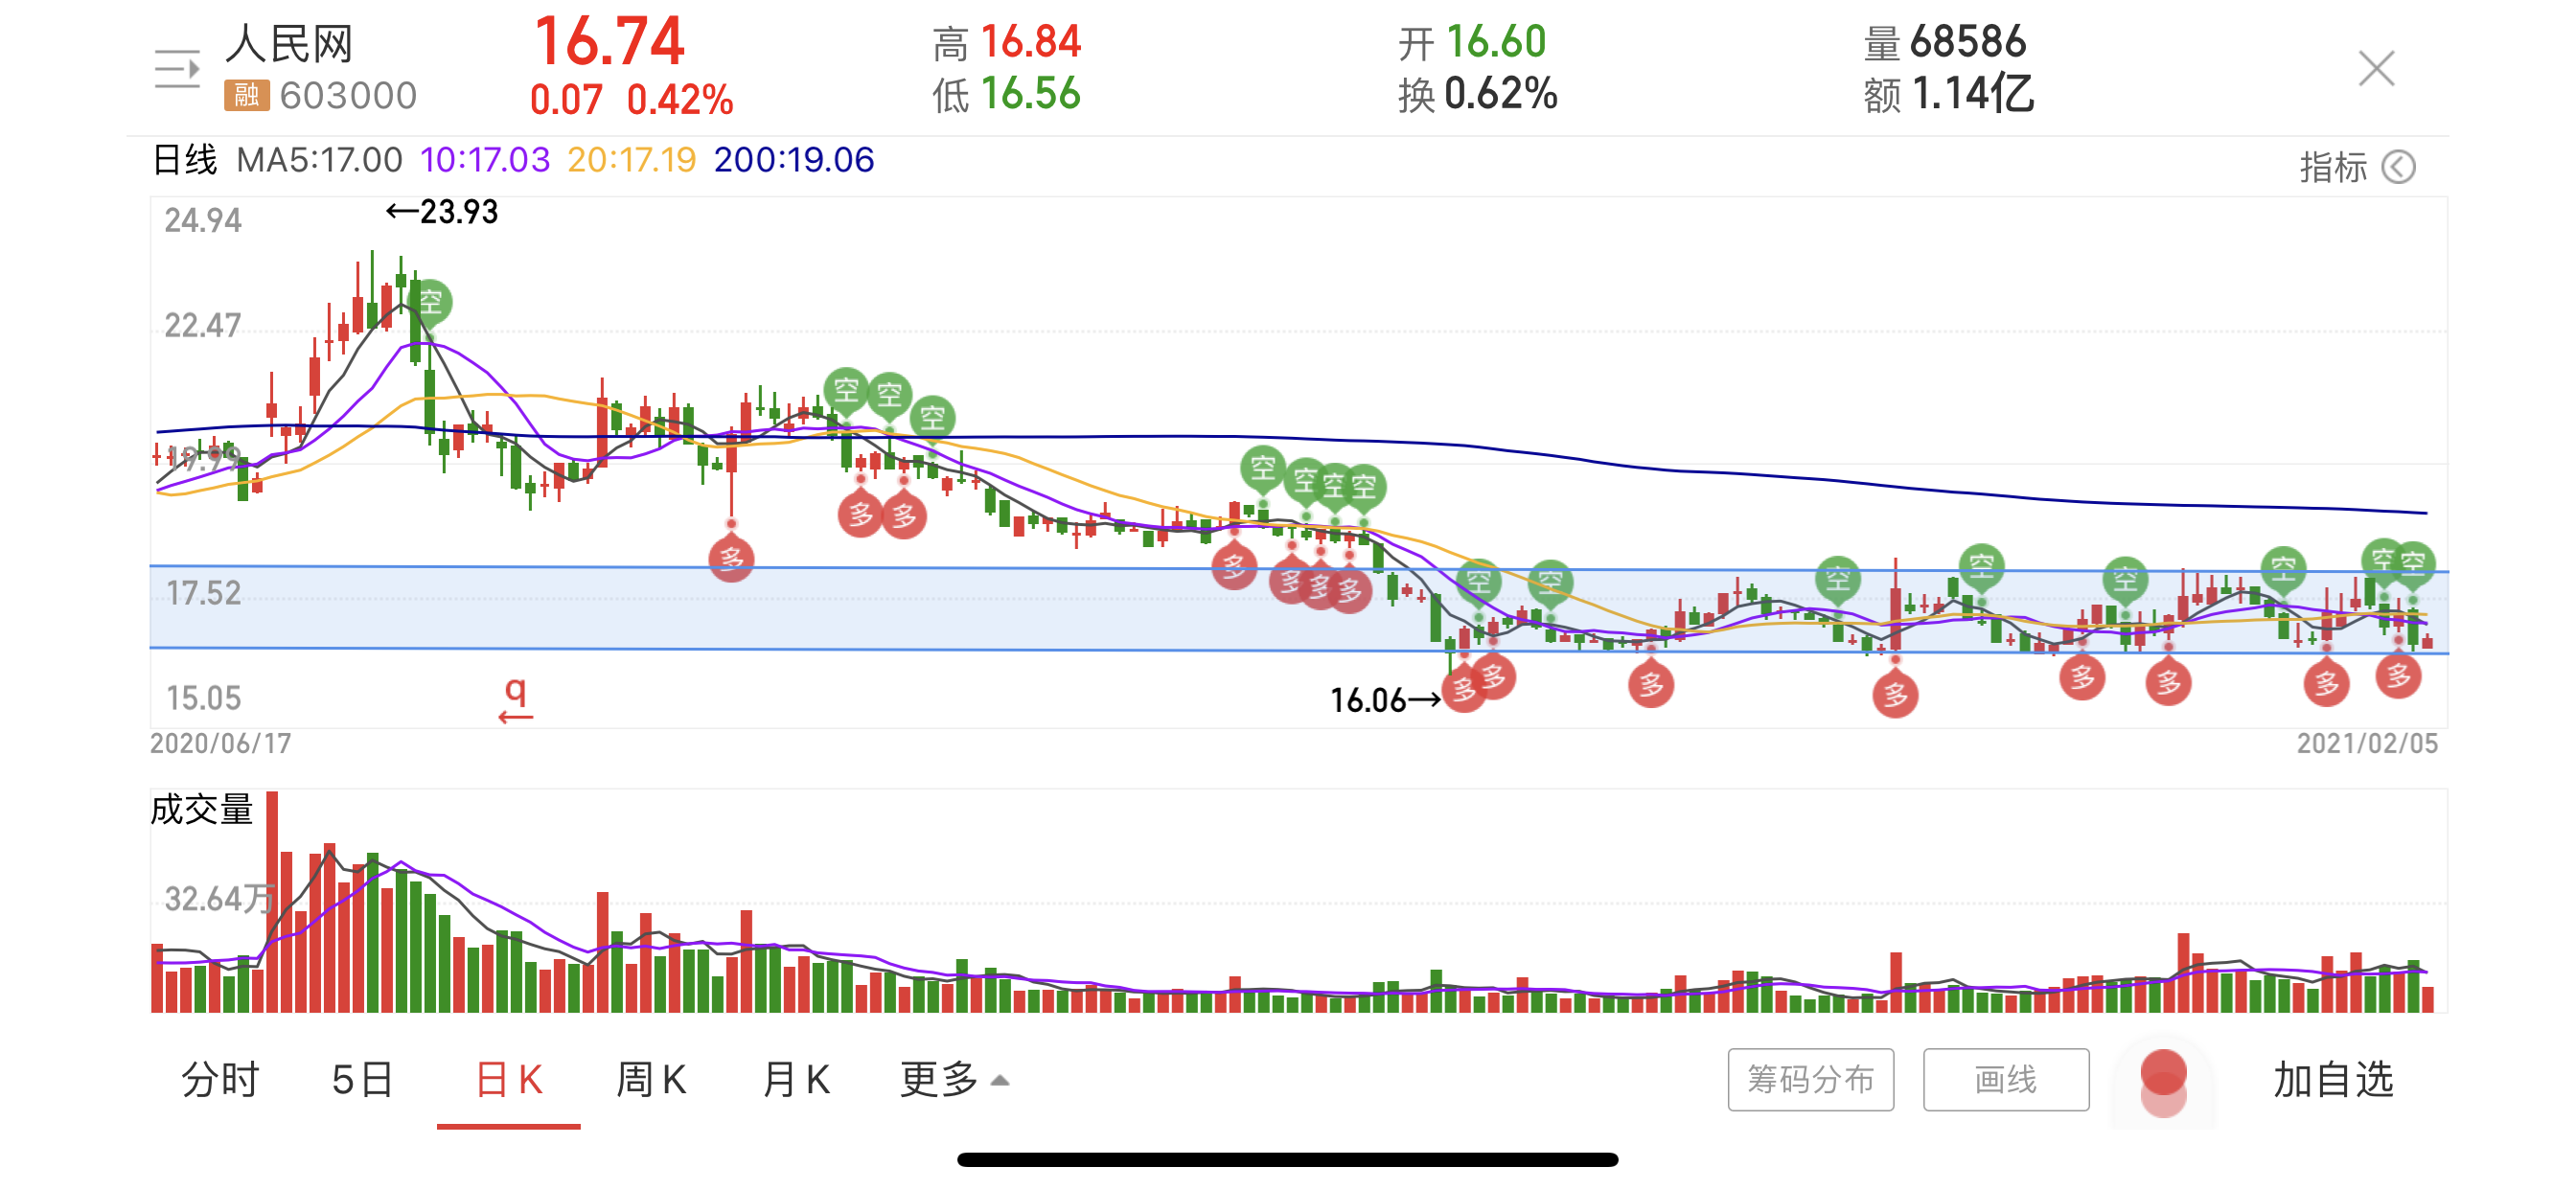 人民网 16.74 高 16.84 开 16.60 量 68586
融 603000 0.07 0.42% 低 16.56 换 0.62% 额 1.14亿
日线 MA5:17.00 10:17.03 20:17.19 200:19.06 指标
24.94 ←23.93
空
22.47
空 空 空
19.99
多 多 多
空 空 空 空
多 多 多 多
空 空 空 空 空 空 空 空
17.52
多 多 多 多 多 多 多 多
15.05 q 16.06→
2020/06/17 2021/02/05
成交量
32.64万
分时 5日 日K 周K 月K 更多 筹码分布 画线 加自选